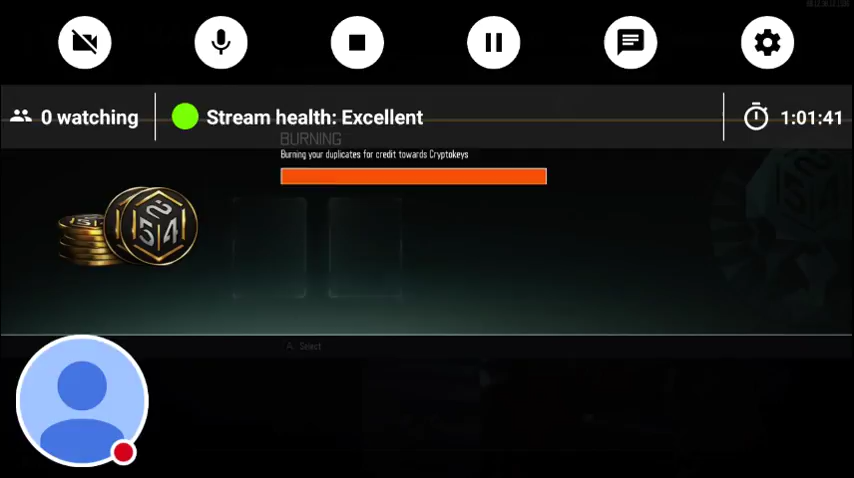 0 watching
Stream health: Excellent
1:01:41
BURNING
Burning your duplicates for credit towards Cryptokeys
A Select